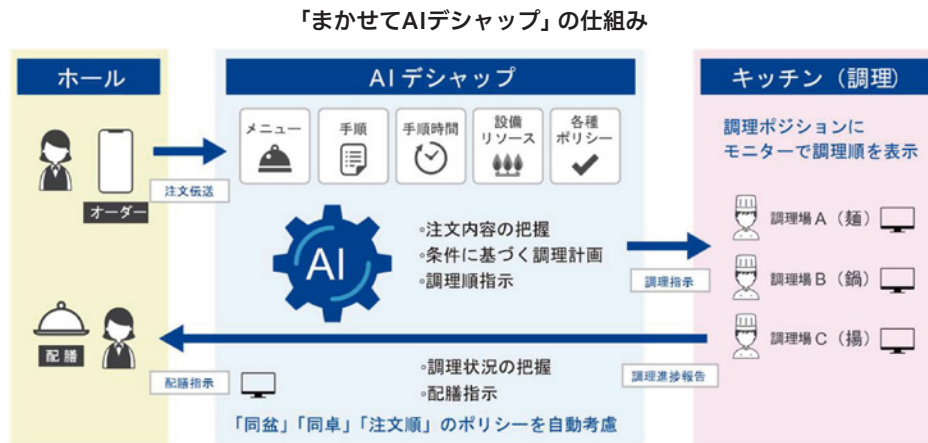 「まかせてAIデシャップ」の仕組み
ホール
オーダー
注文伝送
配膳
配膳指示
AIデシャップ
メニュー
手順
手順時間
設備
リソース
各種
ポリシー
AI
◦注文内容の把握
◦条件に基づく調理計画
◦調理順指示
調理指示
◦調理状況の把握
◦配膳指示
調理進捗報告
「同盆」「同卓」「注文順」のポリシーを自動考慮
キッチン（調理）
調理ポジションに
モニターで調理順を表示
調理場A（麺）
調理場B（鍋）
調理場C（揚）